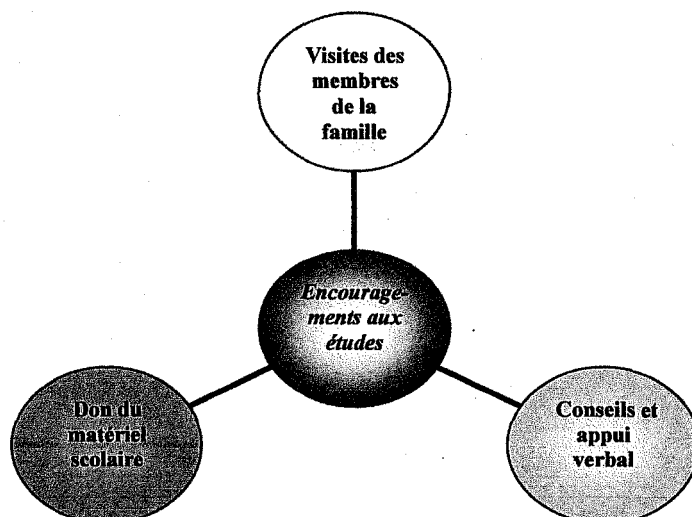 Visites des
membres
de la
famille
Encourage-
ments aux
études
Don du
matériel
scolaire
Conseils et
appui
verbal